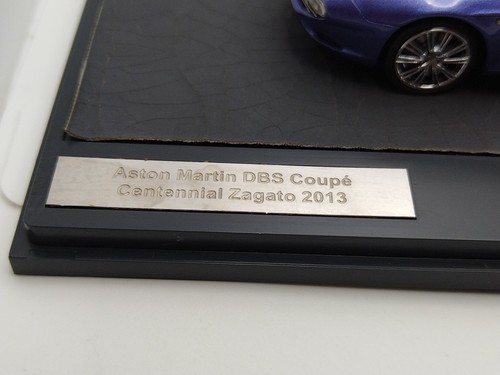 Aston Martin DBS Coupé
Centennial Zagato 2013